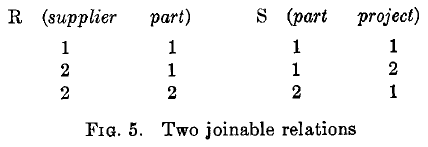 R (supplier part) S (part project)
1 1 1 1
2 1 1 2
2 2 2 1
FIG. 5. Two joinable relations